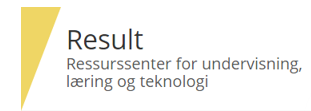 Result
Ressurssenter for undervisning,
læring og teknologi